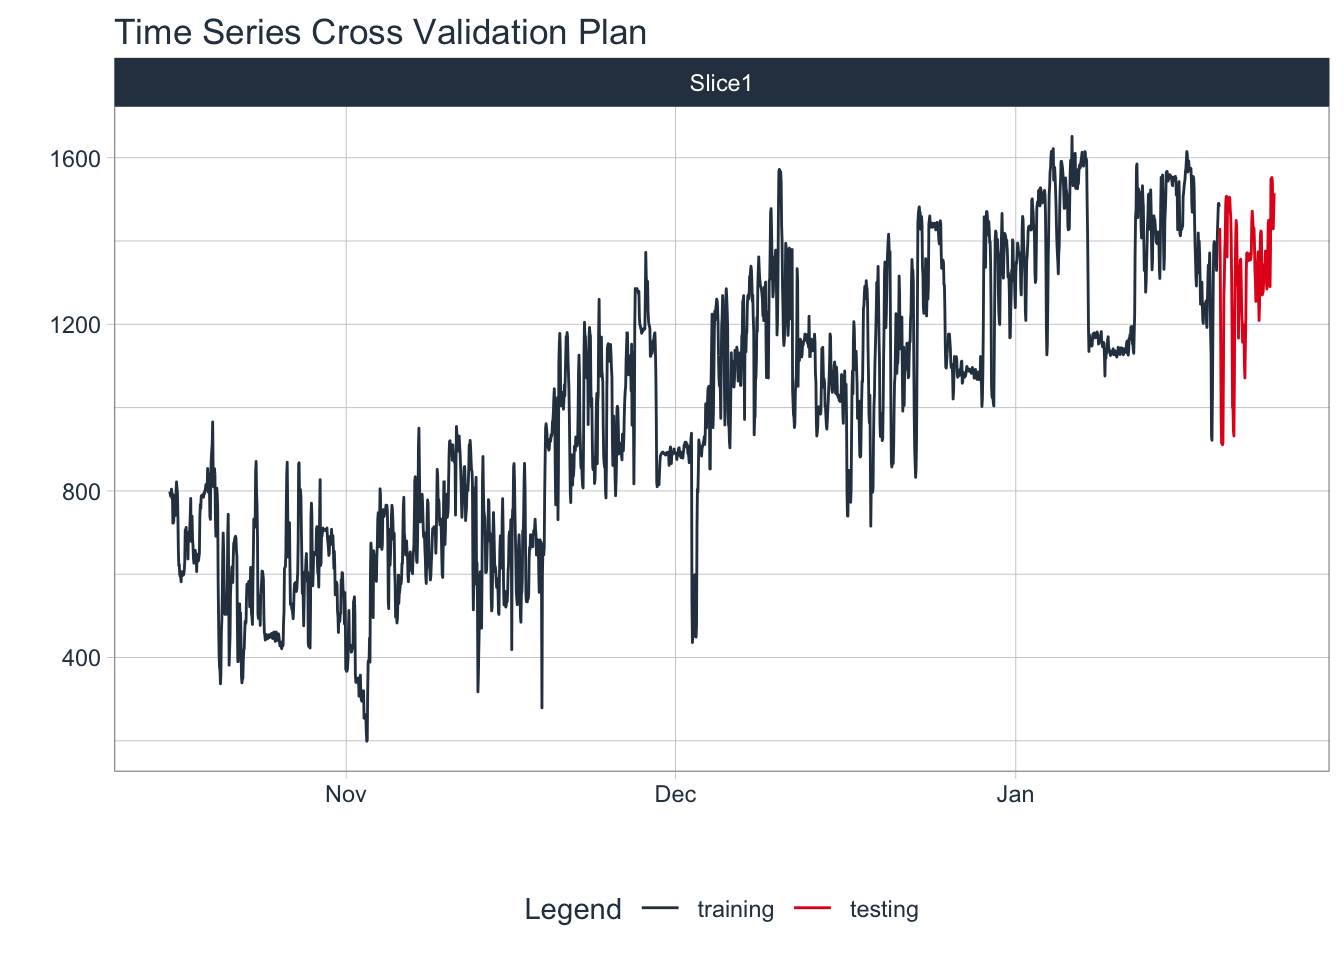 Time Series Cross Validation Plan
Slice1
1600
1200
800
400
Nov Dec Jan
Legend training testing